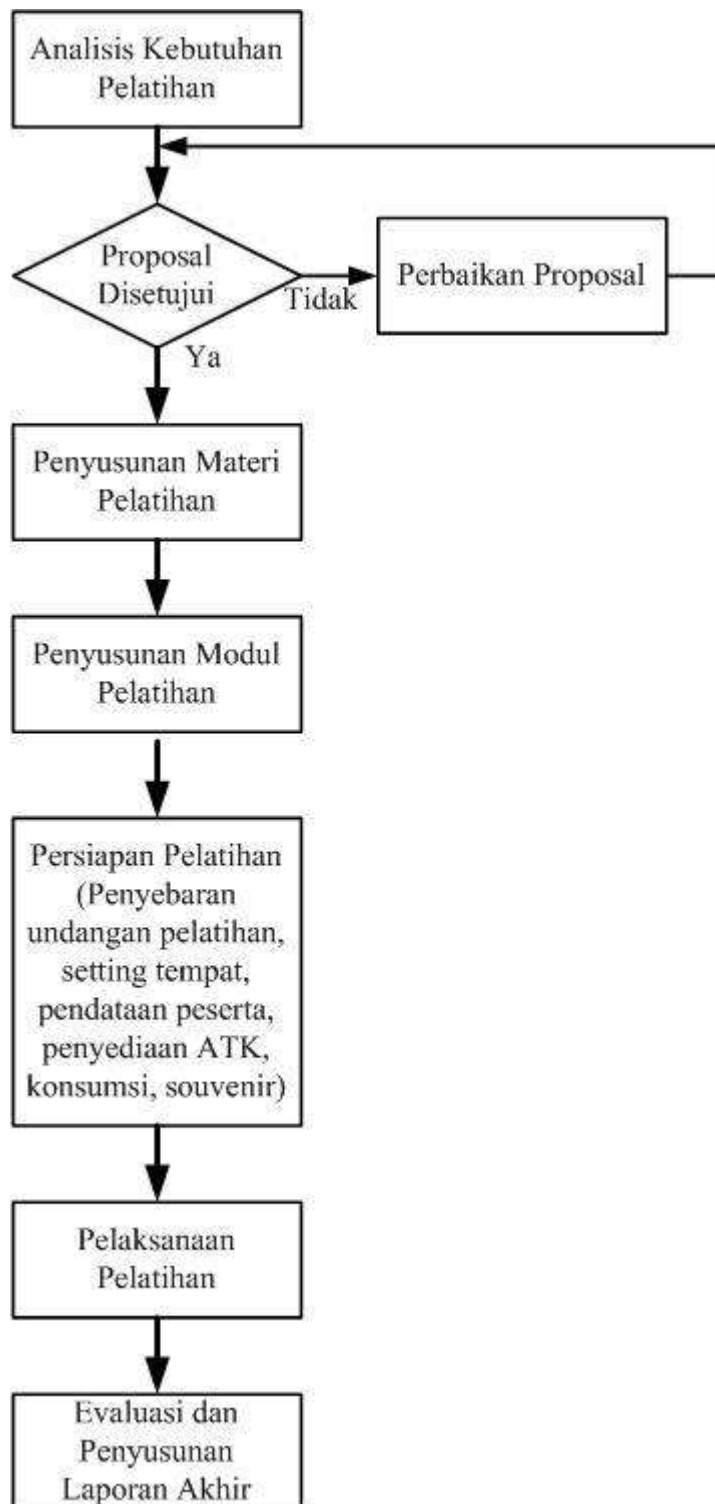 Analisis Kebutuhan
Pelatihan
Proposal
Disetujui
Tidak
Perbaikan Proposal
Ya
Penyusunan Materi
Pelatihan
Penyusunan Modul
Pelatihan
Persiapan Pelatihan
(Penyebaran
undangan pelatihan,
setting tempat,
pendataan peserta,
penyediaan ATK,
konsumsi, souvenir)
Pelaksanaan
Pelatihan
Evaluasi dan
Penyusunan
Laporan Akhir